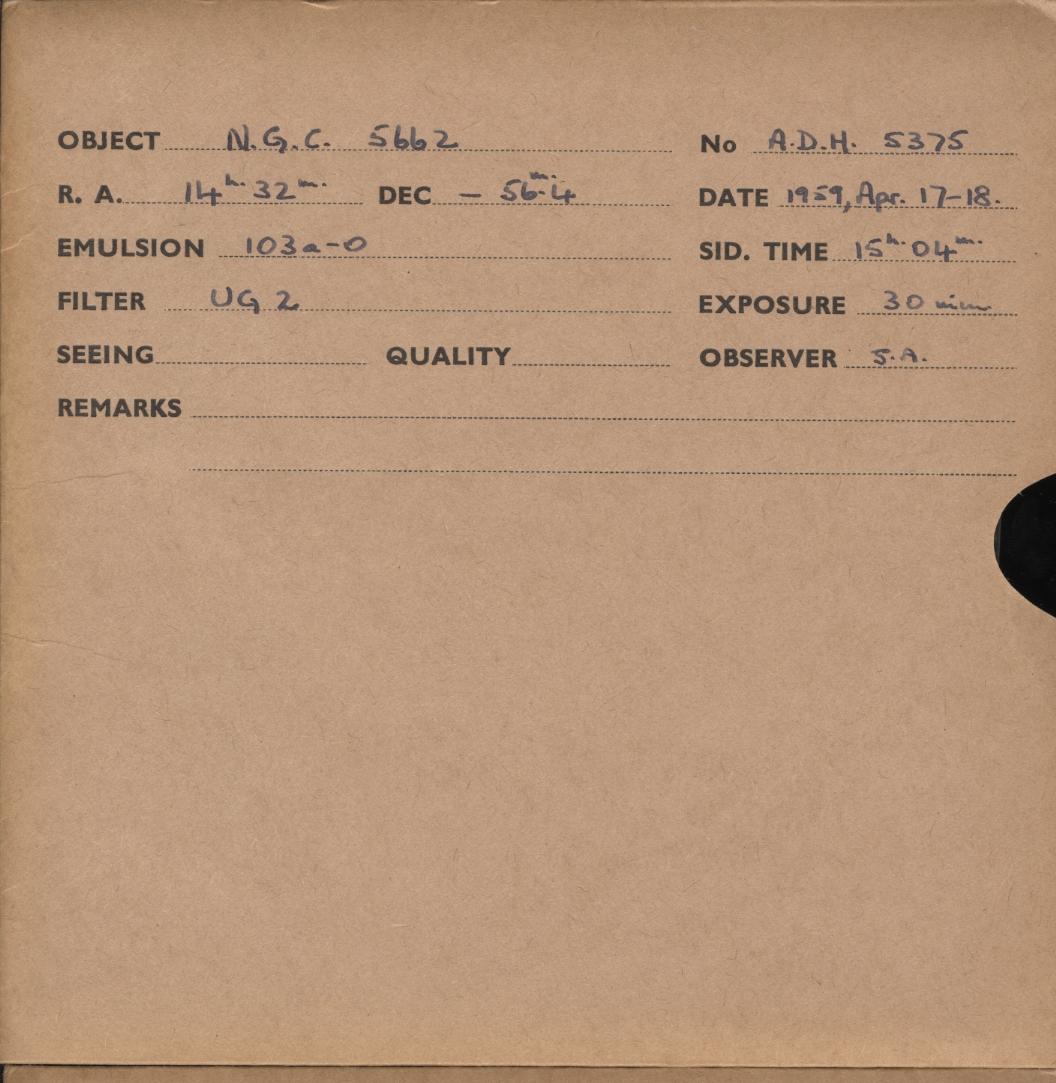 OBJECT N.G.C. 5662 No A.D.H. 5375
R. A. 14h. 32m. DEC - 56m.4 DATE 1959, Apr. 17-18.
EMULSION 103a-O SID. TIME 15h. 04m.
FILTER UG 2 EXPOSURE 30 min
SEEING QUALITY OBSERVER J.A.
REMARKS